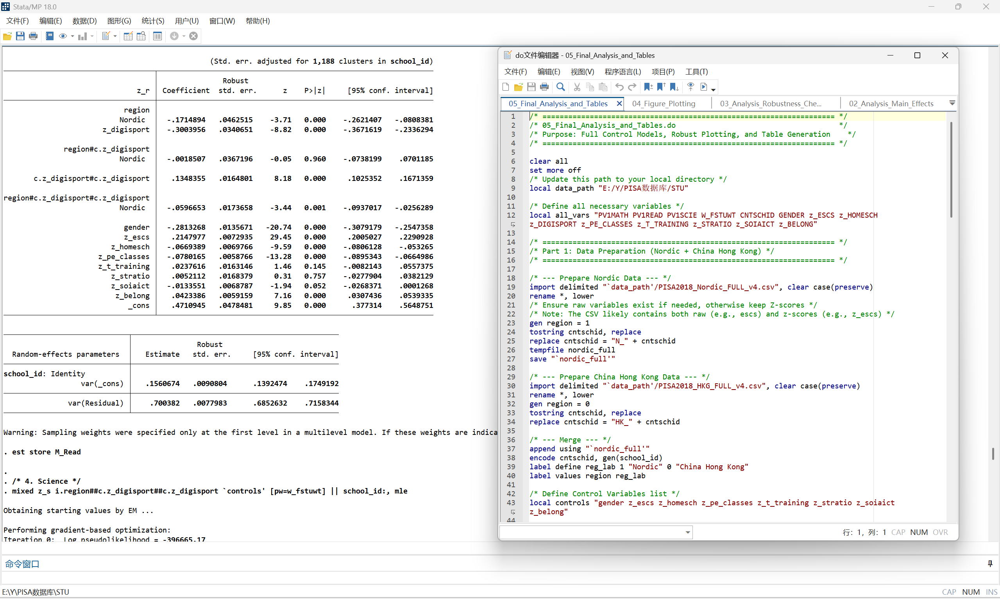 Stata/MP 18.0
文件(F) 编辑(E) 数据(D) 图形(G) 统计(S) 用户(U) 窗口(W) 帮助(H)
(Std. err. adjusted for 1,188 clusters in school_id)
Robust
z_r Coefficient std. err. z P>|z| [95% conf. interval]
region
Nordic -.1714894 .0462515 -3.71 0.000 -.2621407 -.0808381
z_digisport -.3003956 .0340651 -8.82 0.000 -.3671619 -.2336294
region#c.z_digisport
Nordic -.0018507 .0367196 -0.05 0.960 -.0738199 .0701185
c.z_digisport#c.z_digisport .1348355 .0164801 8.18 0.000 .1025352 .1671359
region#c.z_digisport#c.z_digisport
Nordic -.0596653 .0173658 -3.44 0.001 -.0937017 -.0256289
gender -.2813268 .0135671 -20.74 0.000 -.3079179 -.2547358
z_escs .2147977 .0072935 29.45 0.000 .2005027 .2290928
z_homesch -.0669389 .0069766 -9.59 0.000 -.0806128 -.053265
z_pe_classes -.0780165 .0058766 -13.28 0.000 -.0895343 -.0664986
z_t_training .0237616 .0163146 1.46 0.145 -.0082143 .0557375
z_stratio .0052112 .0168379 0.31 0.757 -.0277904 .0382129
z_soiaict -.0133551 .0068787 -1.94 0.052 -.0268371 .0001268
z_belong .0423386 .0059159 7.16 0.000 .0307436 .0539335
_cons .4710945 .0478481 9.85 0.000 .377314 .5648751
Robust
Random-effects parameters Estimate std. err. [95% conf. interval]
school_id: Identity
var(_cons) .1560674 .0090804 .1392474 .1749192
var(Residual) .700382 .0077983 .6852632 .7158344
Warning: Sampling weights were specified only at the first level in a multilevel model. If these weights are indica
. est store M_Read
.
. /* 4. Science */
. mixed z_s i.region##c.z_digisport##c.z_digisport `controls' [pw=w_fstuwt] || school_id:, mle
Obtaining starting values by EM ...
Performing gradient-based optimization:
Iteration 0: Log pseudolikelihood = -396665.17
命令窗口
E:\Y\PISA数据库\STU
CAP NUM INS
do文件编辑器 - 05_Final_Analysis_and_Tables
文件(F) 编辑(E) 视图(V) 程序语言(L) 项目(P) 工具(T)
05_Final_Analysis_and_Tables 04_Figure_Plotting 03_Analysis_Robustness_Che... 02_Analysis_Main_Effects
1 /* ==================================================================== */
2 /* 05_Final_Analysis_and_Tables.do */
3 /* Purpose: Full Control Models, Robust Plotting, and Table Generation */
4 /* ==================================================================== */
5
6 clear all
7 set more off
8 /* Update this path to your local directory */
9 local data_path "E:/Y/PISA数据库/STU"
10
11 /* Define all necessary variables */
12 local all_vars "PV1MATH PV1READ PV1SCIE W_FSTUWT CNTSCHID GENDER z_ESCS z_HOMESCH
z_DIGISPORT z_PE_CLASSES z_T_TRAINING z_STRATIO z_SOIAICT z_BELONG"
13
14 /* ==================================================================== */
15 /* Part 1: Data Preparation (Nordic + China Hong Kong) */
16 /* ==================================================================== */
17
18 /* --- Prepare Nordic Data --- */
19 import delimited "`data_path'/PISA2018_Nordic_FULL_v4.csv", clear case(preserve)
20 rename *, lower
21 /* Ensure raw variables exist if needed, otherwise keep Z-scores */
22 /* Note: The CSV likely contains both raw (e.g., escs) and z-scores (e.g., z_escs) */
23 gen region = 1
24 tostring cntschid, replace
25 replace cntschid = "N_" + cntschid
26 tempfile nordic_full
27 save "`nordic_full'"
28
29 /* --- Prepare China Hong Kong Data --- */
30 import delimited "`data_path'/PISA2018_HKG_FULL_v4.csv", clear case(preserve)
31 rename *, lower
32 gen region = 0
33 tostring cntschid, replace
34 replace cntschid = "HK_" + cntschid
35
36 /* --- Merge --- */
37 append using "`nordic_full'"
38 encode cntschid, gen(school_id)
39 label define reg_lab 1 "Nordic" 0 "China Hong Kong"
40 label values region reg_lab
41
42 /* Define Control Variables list */
43 local controls "gender z_escs z_homesch z_pe_classes z_t_training z_stratio z_soiaict
z_belong"
44
行: 1, 列: 1 CAP NUM OVR